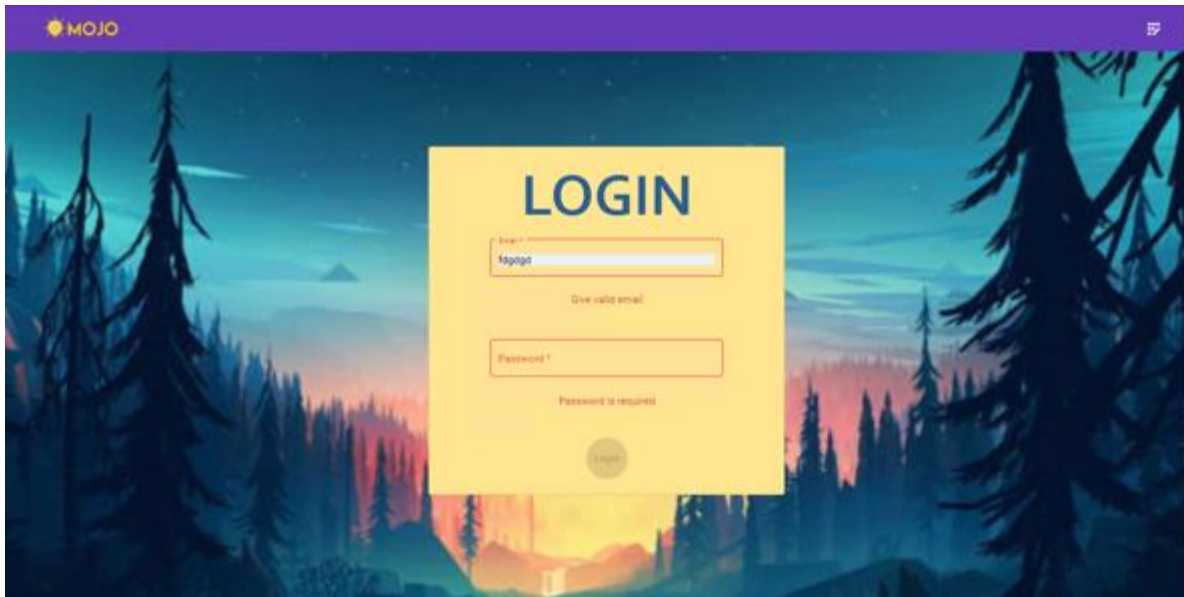 MOJO
LOGIN
Email *
fdgdgd
Give valid email
Password *
Password is required
Login